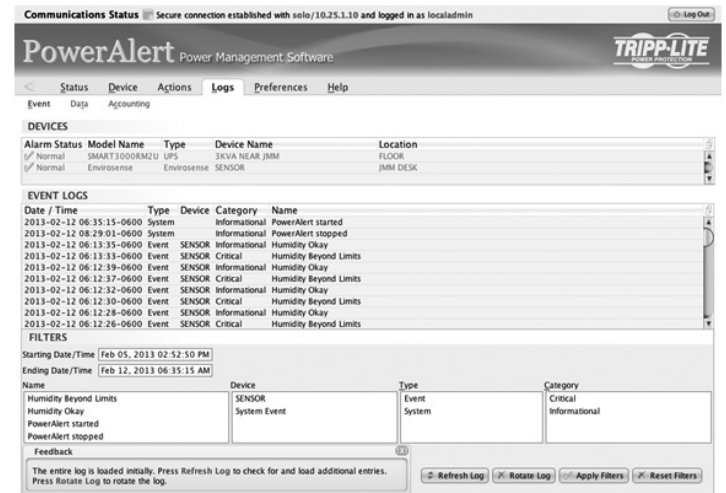 Communications Status Secure connection established with solo/10.25.1.10 and logged in as localadmin Log Out
PowerAlert Power Management Software
TRIPP·LITE
POWER PROTECTION
Status Device Actions Logs Preferences Help
Event Data Accounting
DEVICES
Alarm Status Model Name Type Device Name Location
Normal SMART3000RM2U UPS 3KVA NEAR JMM FLOOR
Normal Envirosense Envirosense SENSOR JMM DESK
EVENT LOGS
Date / Time Type Device Category Name
2013-02-12 06:35:15-0600 System Informational PowerAlert started
2013-02-12 08:29:01-0600 System Informational PowerAlert stopped
2013-02-12 06:13:35-0600 Event SENSOR Informational Humidity Okay
2013-02-12 06:13:33-0600 Event SENSOR Critical Humidity Beyond Limits
2013-02-12 06:12:39-0600 Event SENSOR Informational Humidity Okay
2013-02-12 06:12:37-0600 Event SENSOR Critical Humidity Beyond Limits
2013-02-12 06:12:32-0600 Event SENSOR Informational Humidity Okay
2013-02-12 06:12:30-0600 Event SENSOR Critical Humidity Beyond Limits
2013-02-12 06:12:28-0600 Event SENSOR Informational Humidity Okay
2013-02-12 06:12:26-0600 Event SENSOR Critical Humidity Beyond Limits
FILTERS
Starting Date/Time Feb 05, 2013 02:52:50 PM
Ending Date/Time Feb 12, 2013 06:35:15 AM
Name Device Type Category
Humidity Beyond Limits SENSOR Event Critical
Humidity Okay System Event System Informational
PowerAlert started
PowerAlert stopped
Feedback
The entire log is loaded initially. Press Refresh Log to check for and load additional entries.
Press Rotate Log to rotate the log.
Refresh Log Rotate Log Apply Filters Reset Filters